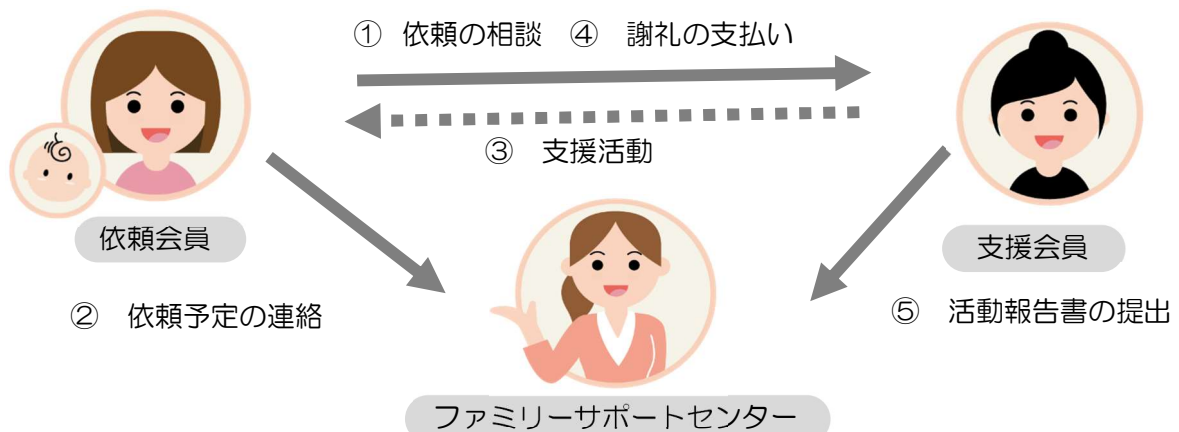 ① 依頼の相談 ④ 謝礼の支払い
③ 支援活動
依頼会員
支援会員
② 依頼予定の連絡
⑤ 活動報告書の提出
ファミリーサポートセンター